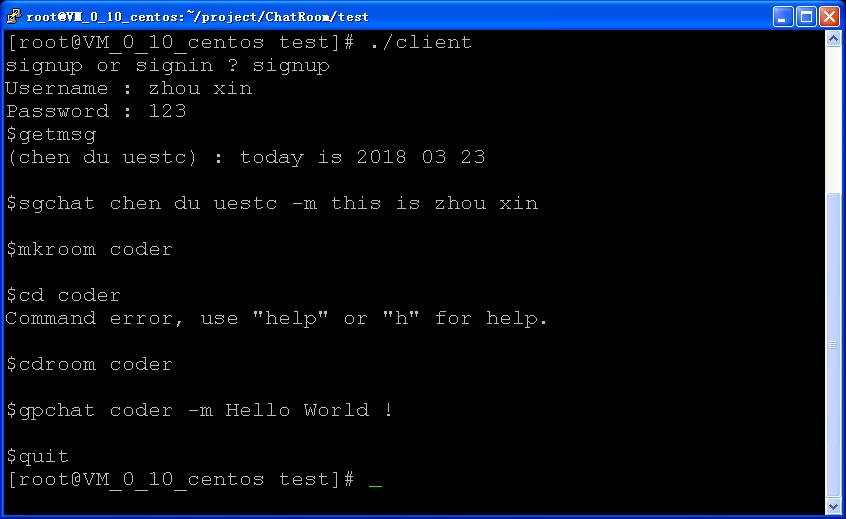 root@VM_0_10_centos:~/project/ChatRoom/test
[root@VM_0_10_centos test]# ./client
signup or signin ? signup
Username : zhou xin
Password : 123
$getmsg
(chen du uestc) : today is 2018 03 23
$sgchat chen du uestc -m this is zhou xin
$mkroom coder
$cd coder
Command error, use "help" or "h" for help.
$cdroom coder
$gpchat coder -m Hello World !
$quit
[root@VM_0_10_centos test]# _